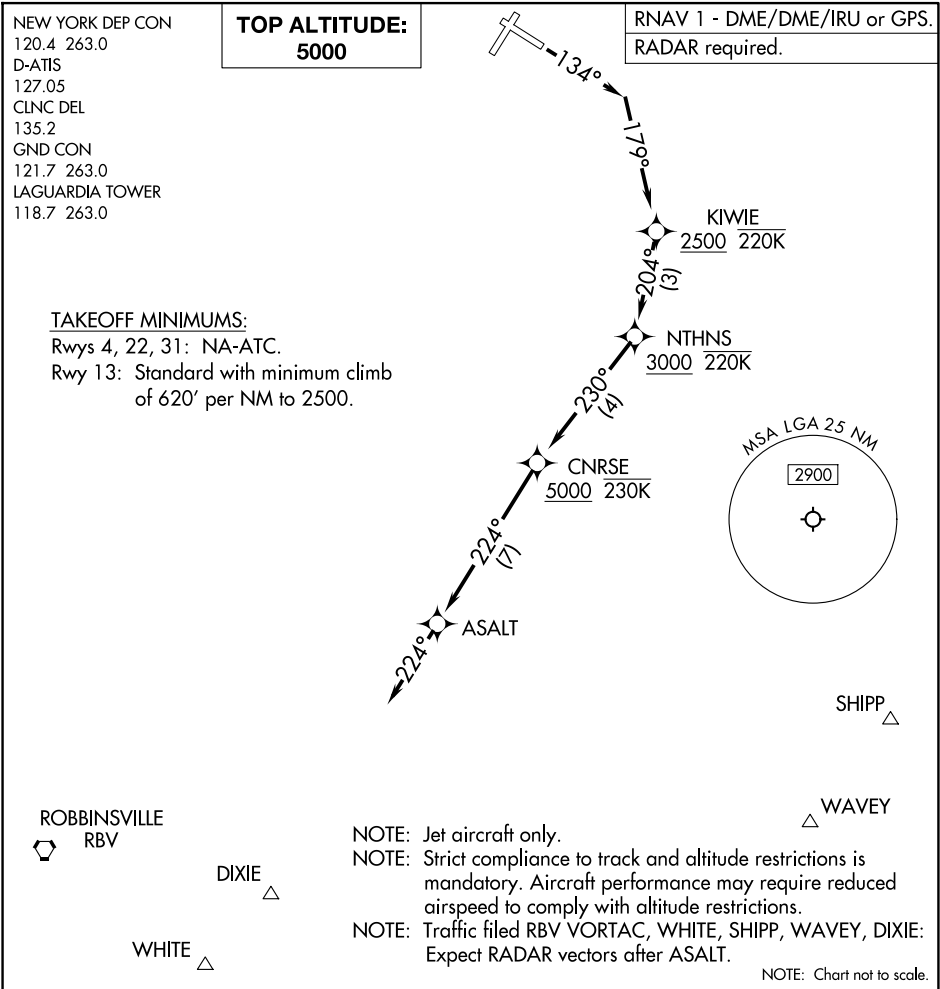 NEW YORK DEP CON
120.4 263.0
D-ATIS
127.05
CLNC DEL
135.2
GND CON
121.7 263.0
LAGUARDIA TOWER
118.7 263.0
TOP ALTITUDE:
5000
RNAV 1 - DME/DME/IRU or GPS.
RADAR required.
134°
179°
KIWIE
2500 220K
204°
(3)
NTHNS
3000 220K
230°
(4)
CNRSE
5000 230K
224°
(7)
ASALT
224°
TAKEOFF MINIMUMS:
Rwys 4, 22, 31: NA-ATC.
Rwy 13: Standard with minimum climb
of 620' per NM to 2500.
MSA LGA 25 NM
2900
SHIPP
WAVEY
ROBBINSVILLE
RBV
DIXIE
WHITE
NOTE: Jet aircraft only.
NOTE: Strict compliance to track and altitude restrictions is
mandatory. Aircraft performance may require reduced
airspeed to comply with altitude restrictions.
NOTE: Traffic filed RBV VORTAC, WHITE, SHIPP, WAVEY, DIXIE:
Expect RADAR vectors after ASALT.
NOTE: Chart not to scale.